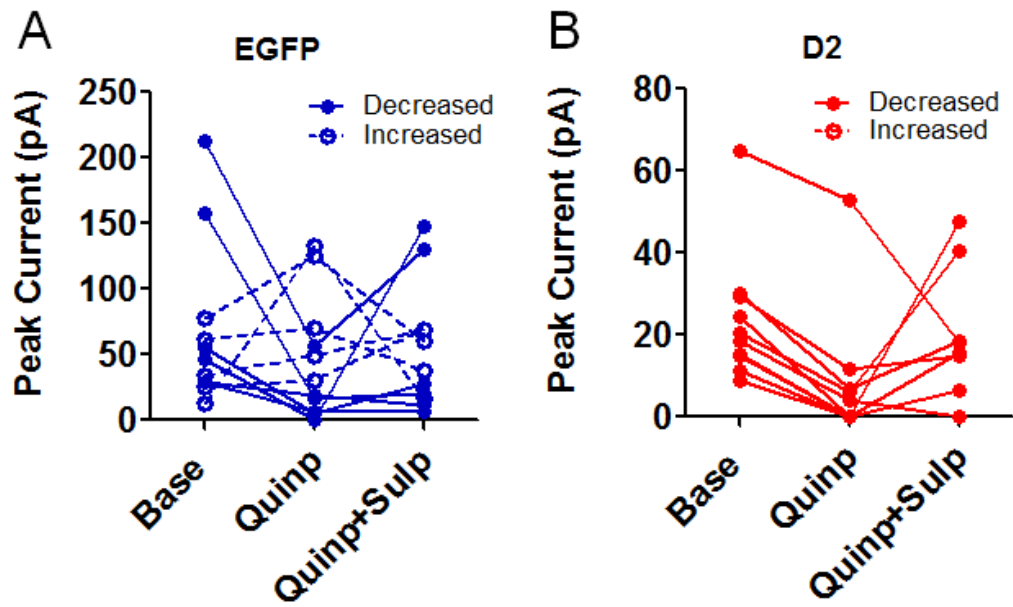 A
EGFP
Peak Current (pA)
250
200
150
100
50
0
Decreased
Increased
Base
Quinp
Quinp+Sulp
B
D2
Peak Current (pA)
80
60
40
20
0
Decreased
Increased
Base
Quinp
Quinp+Sulp